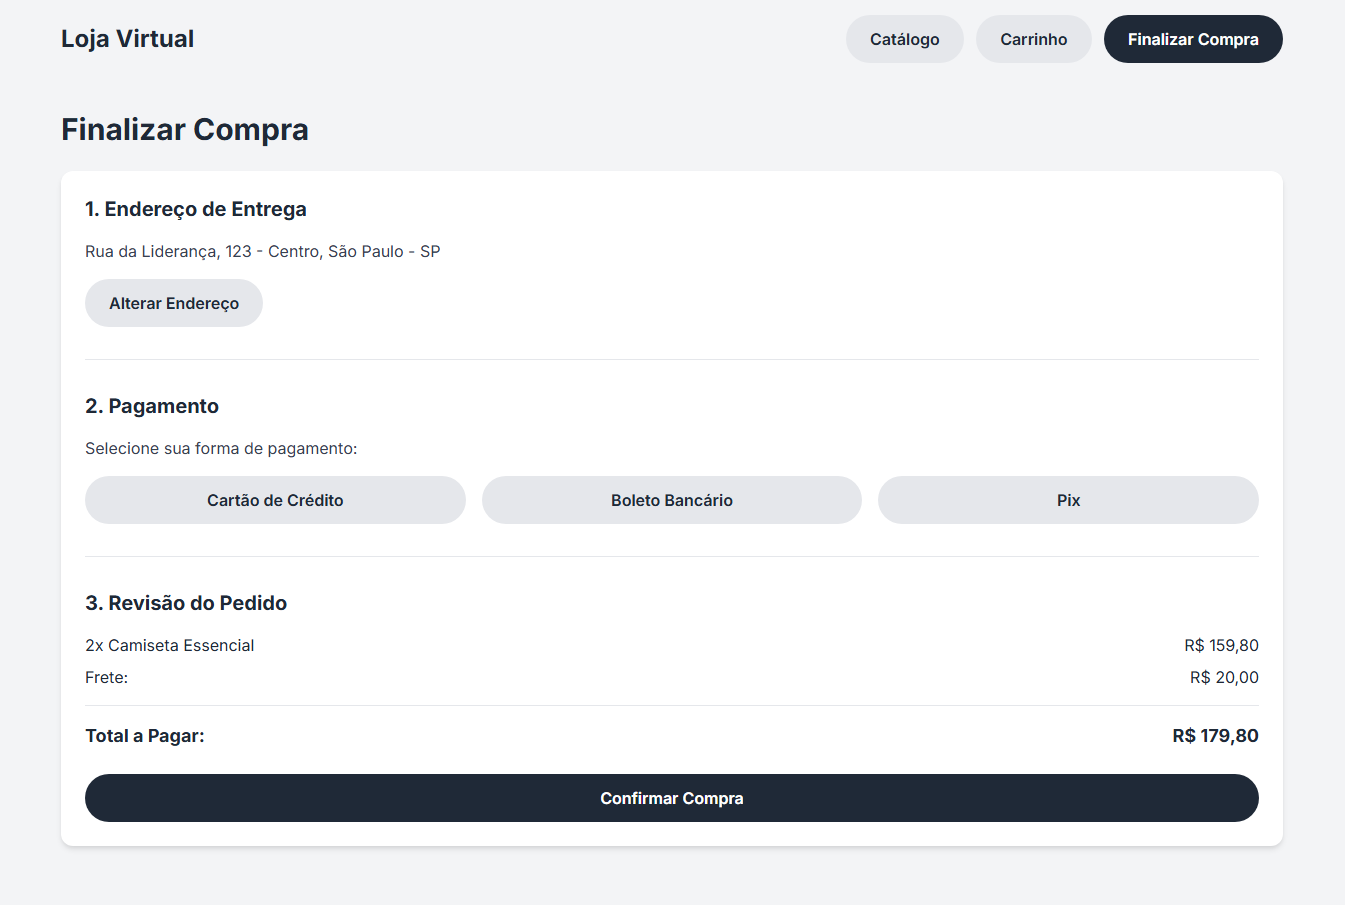 Loja Virtual
Catálogo
Carrinho
Finalizar Compra
Finalizar Compra
1. Endereço de Entrega
Rua da Liderança, 123 - Centro, São Paulo - SP
Alterar Endereço
2. Pagamento
Selecione sua forma de pagamento:
Cartão de Crédito
Boleto Bancário
Pix
3. Revisão do Pedido
2x Camiseta Essencial R$ 159,80
Frete: R$ 20,00
Total a Pagar: R$ 179,80
Confirmar Compra